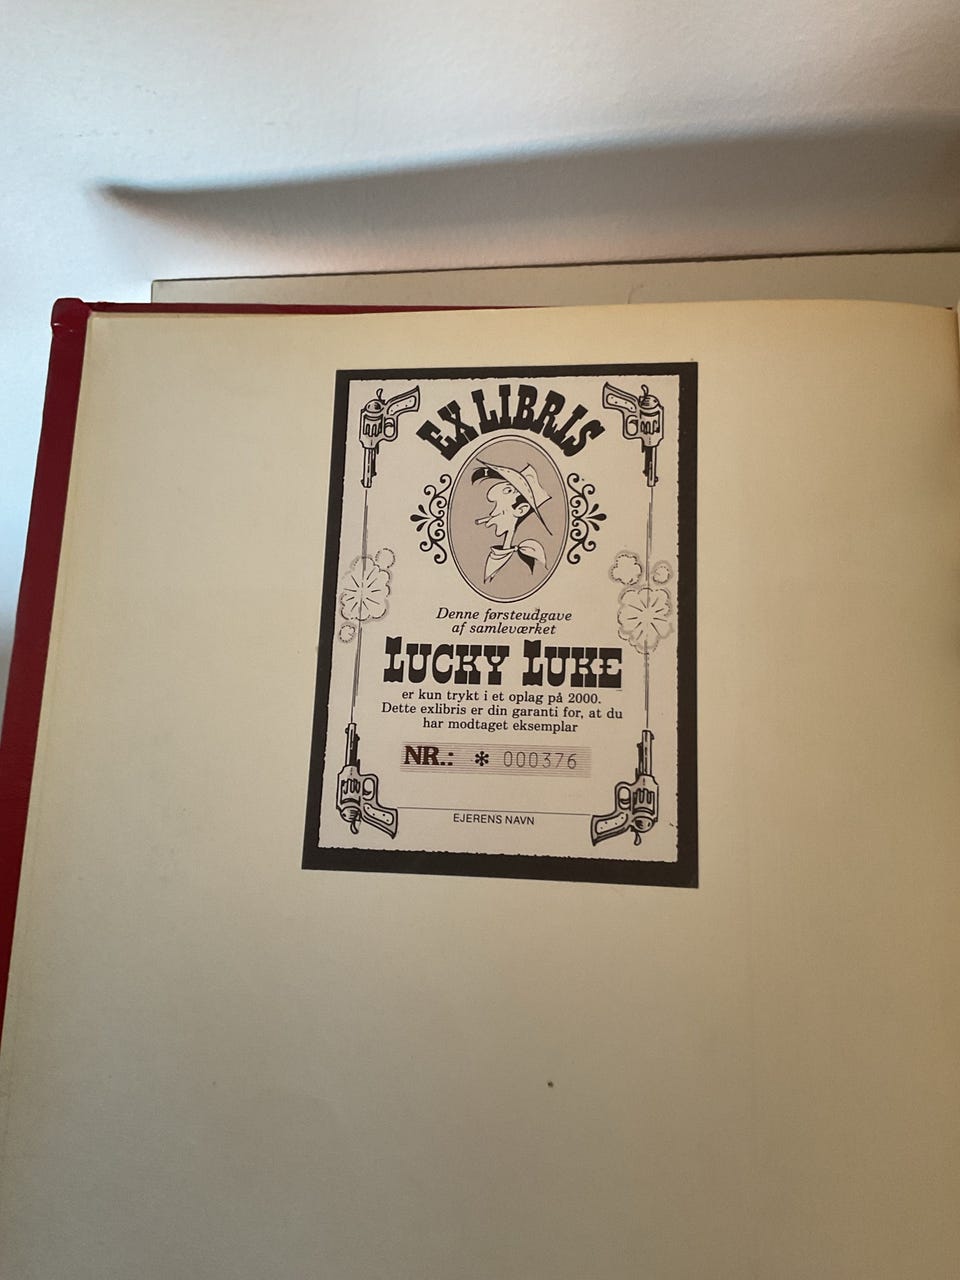 EX LIBRIS
Denne førsteudgave
af samleværket
LUCKY LUKE
er kun trykt i et oplag på 2000.
Dette exlibris er din garanti for, at du
har modtaget eksemplar
NR.: * 000376
EJERENS NAVN